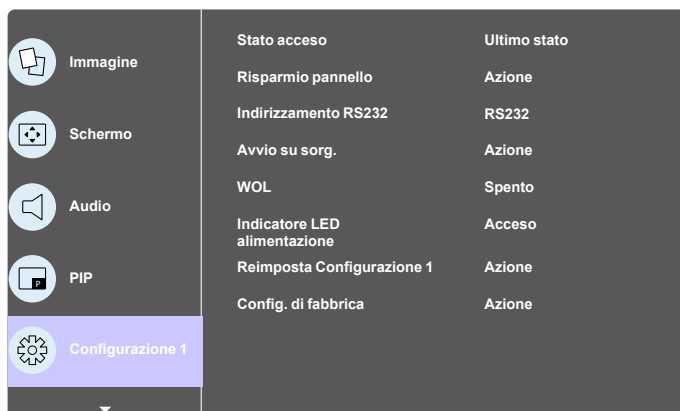 Immagine
Schermo
Audio
PIP
P
Configurazione 1
Stato acceso Ultimo stato
Risparmio pannello Azione
Indirizzamento RS232 RS232
Avvio su sorg. Azione
WOL Spento
Indicatore LED Acceso
alimentazione
Reimposta Configurazione 1 Azione
Config. di fabbrica Azione